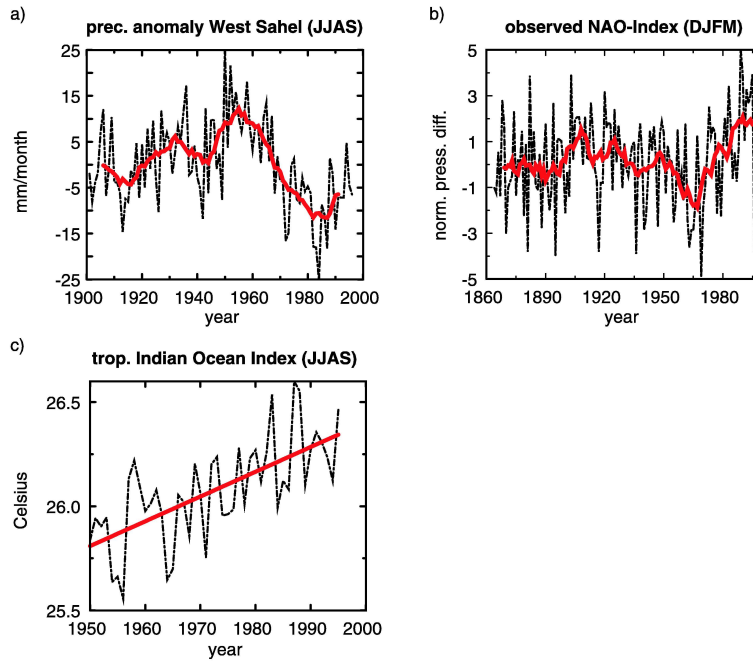 a)
prec. anomaly West Sahel (JJAS)
mm/month
25
15
5
-5
-15
-25
1900 1920 1940 1960 1980 2000
year
b)
observed NAO-Index (DJFM)
norm. press. diff.
5
3
1
-1
-3
-5
1860 1890 1920 1950 1980
year
c)
trop. Indian Ocean Index (JJAS)
Celsius
26.5
26.0
25.5
1950 1960 1970 1980 1990 2000
year